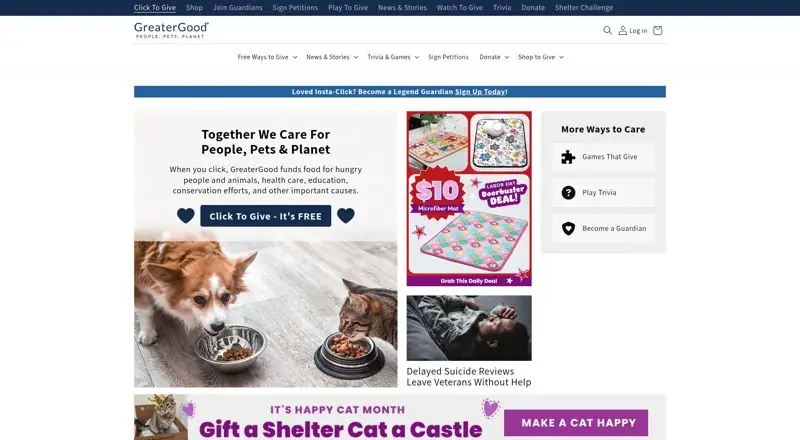 Click To Give Shop Join Guardians Sign Petitions Play To Give News & Stories Watch To Give Trivia Donate Shelter Challenge
GreaterGood®
PEOPLE, PETS, PLANET
Log in
Free Ways to Give News & Stories Trivia & Games Sign Petitions Donate Shop to Give
Loved Insta-Click? Become a Legend Guardian Sign Up Today!
Together We Care For
People, Pets & Planet
When you click, GreaterGood funds food for hungry
people and animals, health care, education,
conservation efforts, and other important causes.
Click To Give - It's FREE
$10
Microfiber Mat
LABOR DAY
Doorbuster
DEAL!
Grab This Daily Deal
Delayed Suicide Reviews
Leave Veterans Without Help
More Ways to Care
Games That Give
Play Trivia
Become a Guardian
IT'S HAPPY CAT MONTH
Gift a Shelter Cat a Castle
MAKE A CAT HAPPY